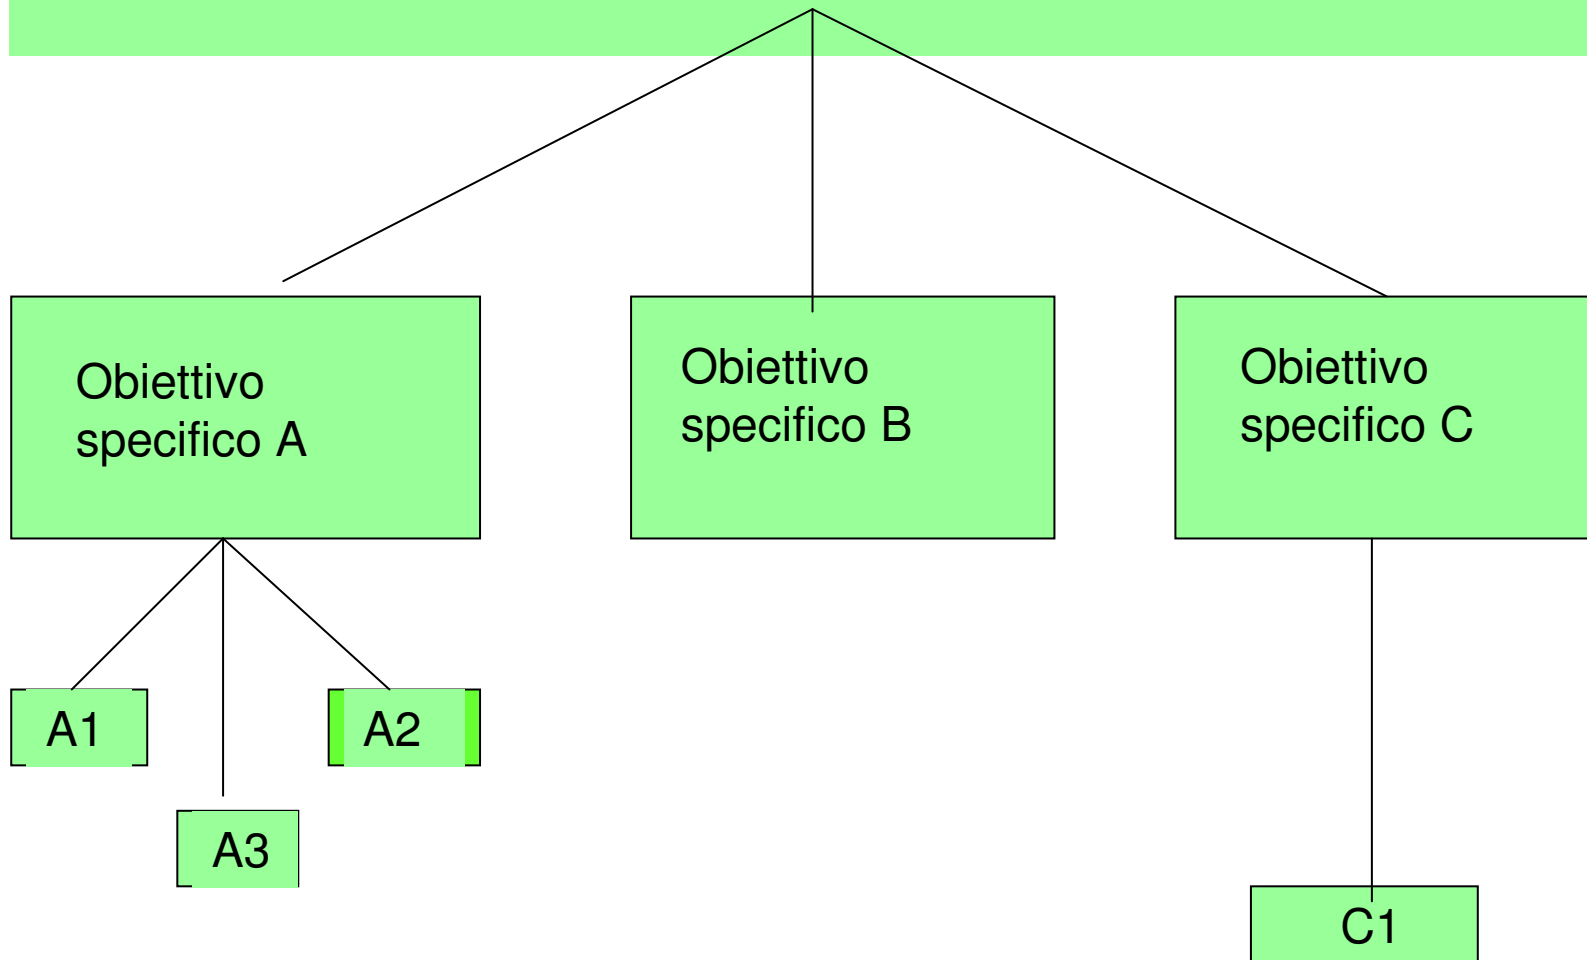 Obiettivo
specifico A
Obiettivo
specifico B
Obiettivo
specifico C
A1
A2
A3
C1